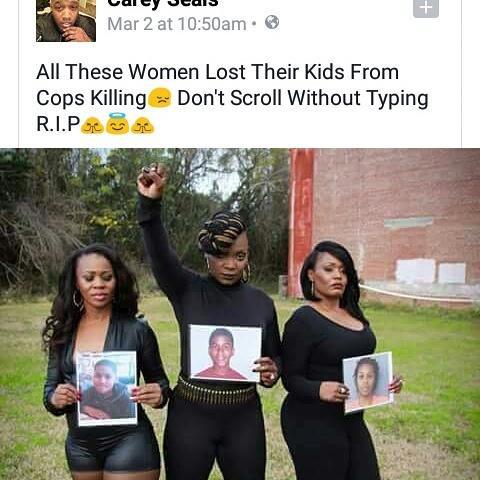 Carey Seals
Mar 2 at 10:50am •
All These Women Lost Their Kids From
Cops Killing😔 Don't Scroll Without Typing
R.I.P🙏😇🙏